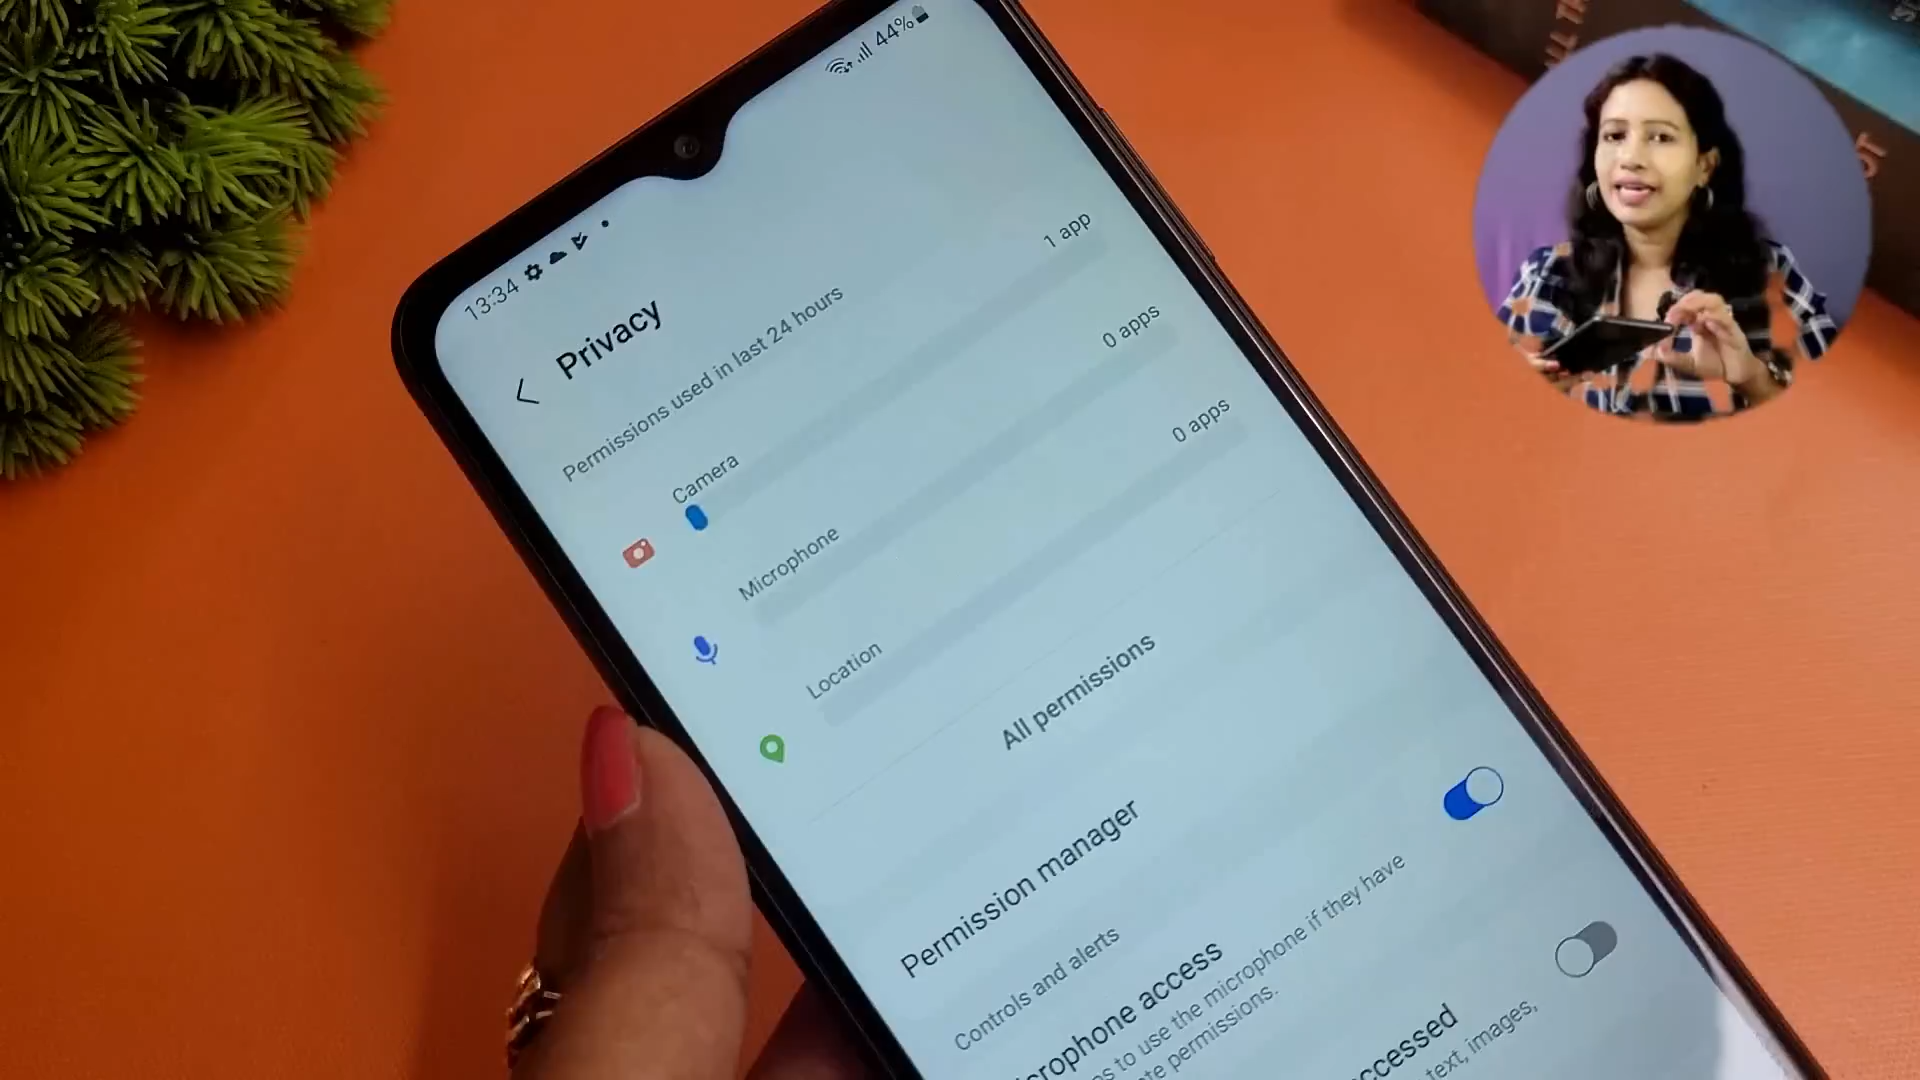 13:34
44%
Privacy
Permissions used in last 24 hours
Camera
1 app
Microphone
0 apps
Location
0 apps
All permissions
Permission manager
Controls and alerts
crophone access
to use the microphone if they have
permissions.
ccessed
text, images,